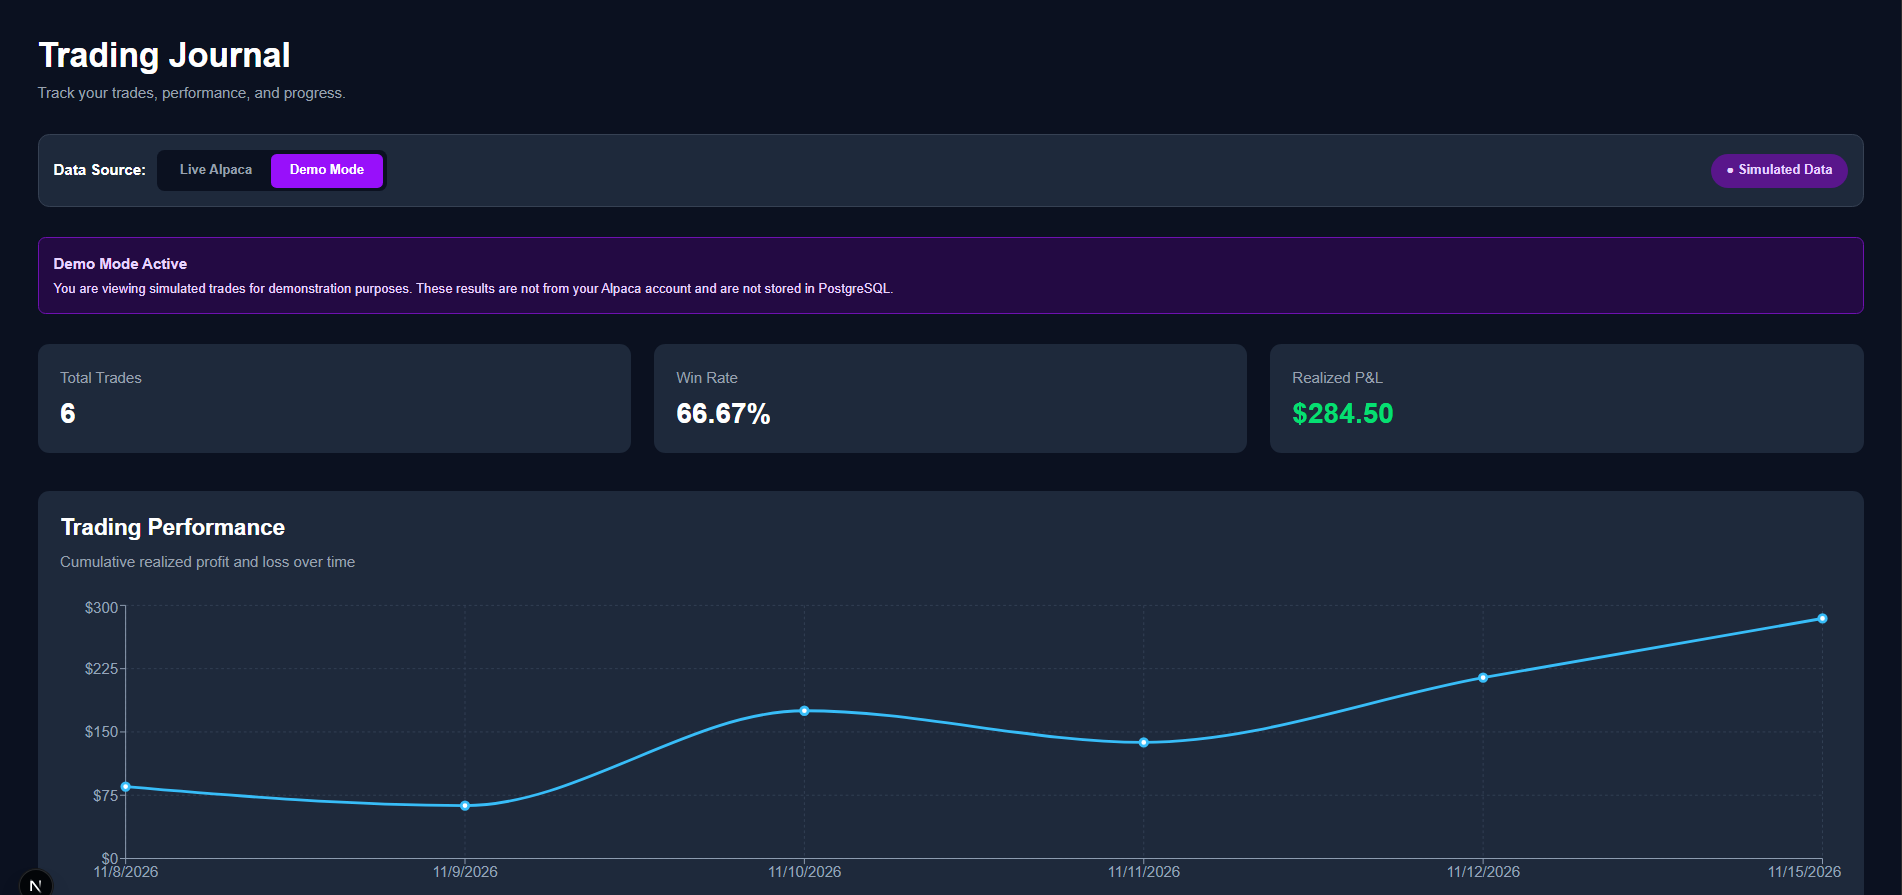 Trading Journal
Track your trades, performance, and progress.
Data Source: Live Alpaca Demo Mode • Simulated Data
Demo Mode Active
You are viewing simulated trades for demonstration purposes. These results are not from your Alpaca account and are not stored in PostgreSQL.
Total Trades
6
Win Rate
66.67%
Realized P&L
$284.50
Trading Performance
Cumulative realized profit and loss over time
$300
$225
$150
$75
$0
11/8/2026 11/9/2026 11/10/2026 11/11/2026 11/12/2026 11/15/2026
N